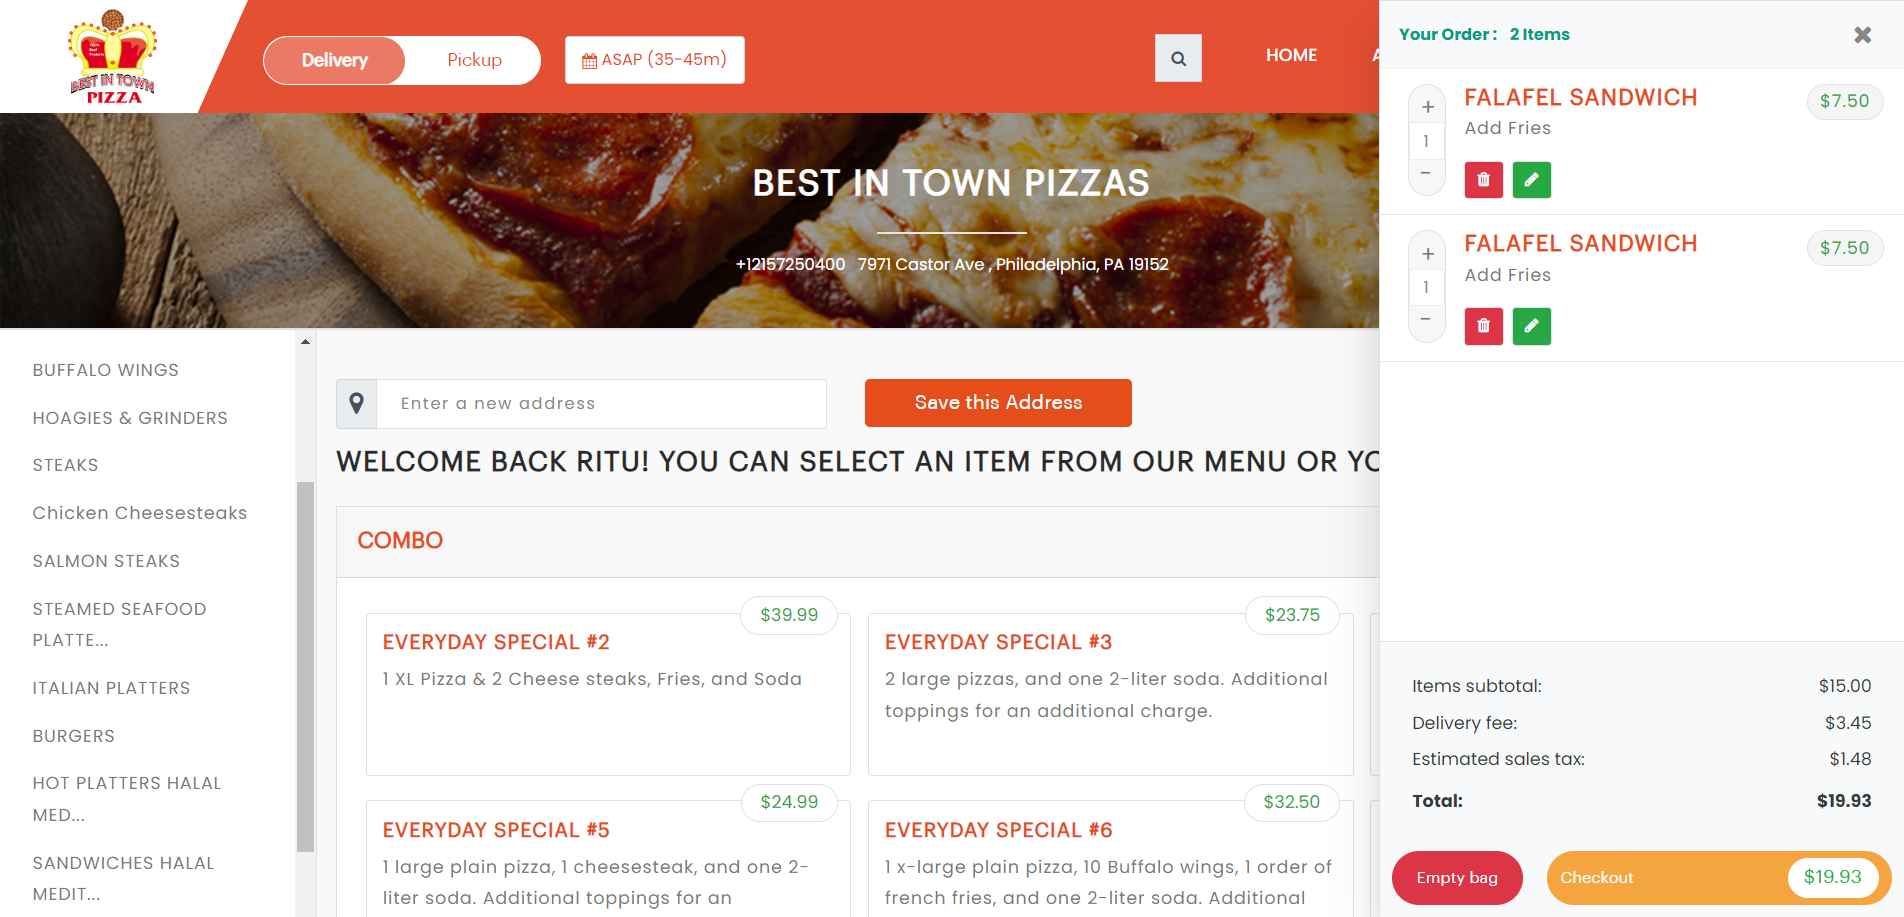 BEST IN TOWN
PIZZA
Delivery
Pickup
ASAP (35-45m)
HOME
BEST IN TOWN PIZZAS
+12157250400 7971 Castor Ave , Philadelphia, PA 19152
BUFFALO WINGS
HOAGIES & GRINDERS
STEAKS
Chicken Cheesesteaks
SALMON STEAKS
STEAMED SEAFOOD
PLATTE...
ITALIAN PLATTERS
BURGERS
HOT PLATTERS HALAL
MED...
SANDWICHES HALAL
MEDIT...
Enter a new address
Save this Address
WELCOME BACK RITU! YOU CAN SELECT AN ITEM FROM OUR MENU OR YO
COMBO
$39.99
EVERYDAY SPECIAL #2
1 XL Pizza & 2 Cheese steaks, Fries, and Soda
$23.75
EVERYDAY SPECIAL #3
2 large pizzas, and one 2-liter soda. Additional
toppings for an additional charge.
$24.99
EVERYDAY SPECIAL #5
1 large plain pizza, 1 cheesesteak, and one 2-
liter soda. Additional toppings for an
$32.50
EVERYDAY SPECIAL #6
1 x-large plain pizza, 10 Buffalo wings, 1 order of
french fries, and one 2-liter soda. Additional
Your Order : 2 Items
+
1
−
FALAFEL SANDWICH
$7.50
Add Fries
+
1
−
FALAFEL SANDWICH
$7.50
Add Fries
Items subtotal: $15.00
Delivery fee: $3.45
Estimated sales tax: $1.48
Total: $19.93
Empty bag
Checkout $19.93